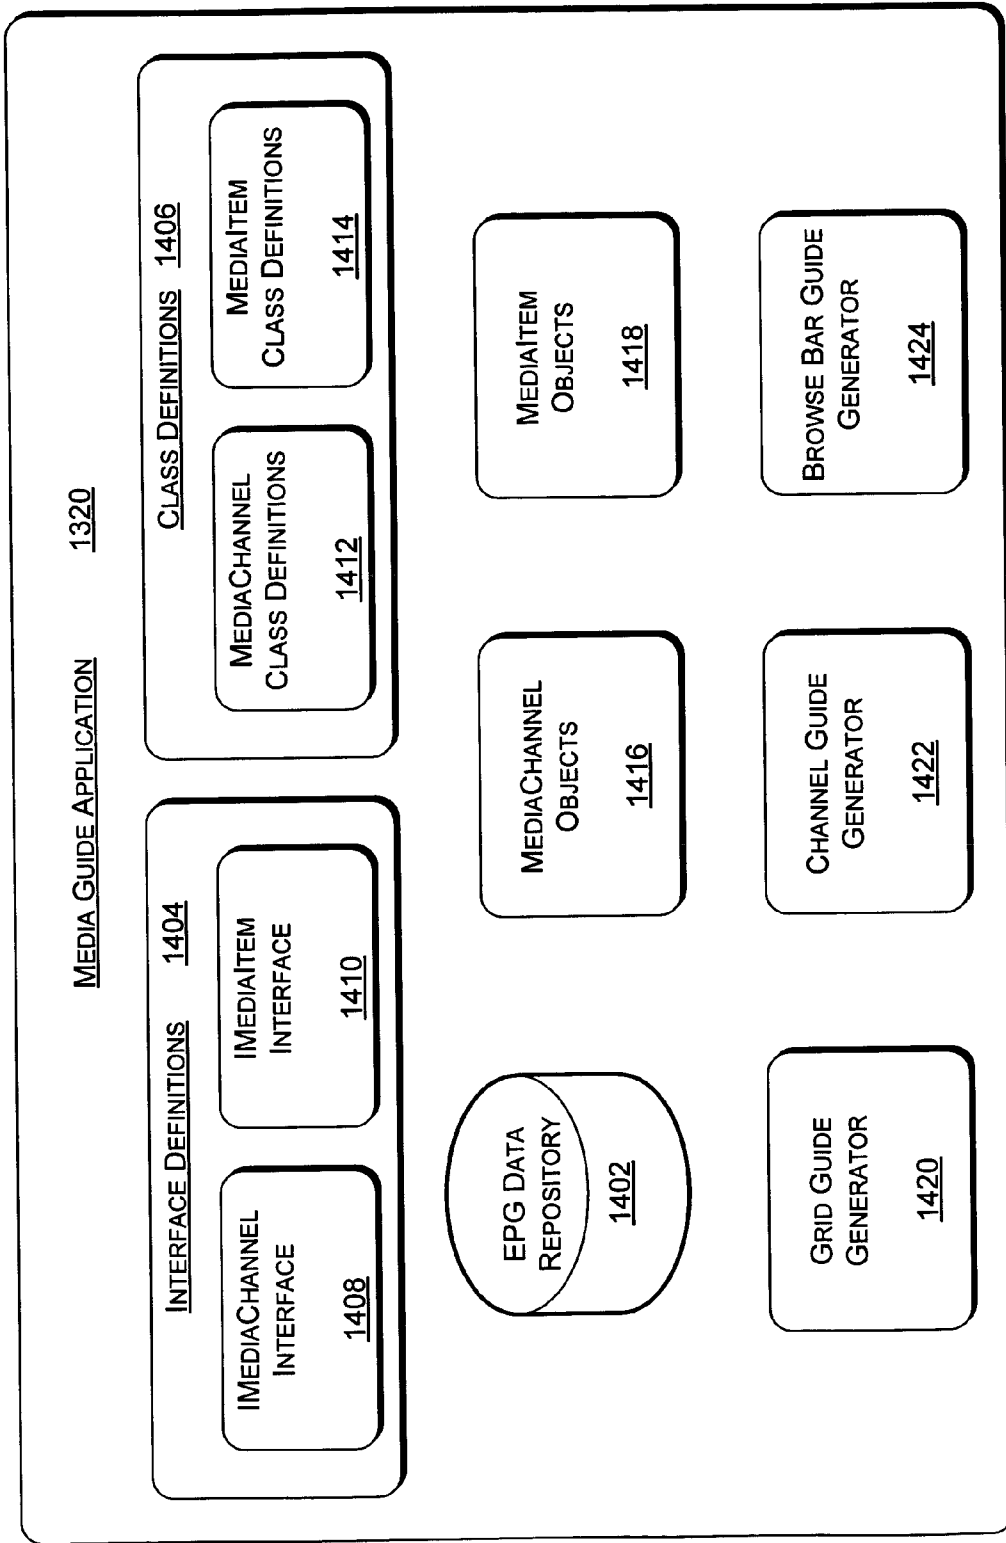 MEDIA GUIDE APPLICATION 1320
INTERFACE DEFINITIONS 1404
IMEDIACHANNEL
INTERFACE
1408
IMEDIAITEM
INTERFACE
1410
CLASS DEFINITIONS 1406
MEDIACHANNEL
CLASS DEFINITIONS
1412
MEDIAITEM
CLASS DEFINITIONS
1414
EPG DATA
REPOSITORY
1402
MEDIACHANNEL
OBJECTS
1416
MEDIAITEM
OBJECTS
1418
GRID GUIDE
GENERATOR
1420
CHANNEL GUIDE
GENERATOR
1422
BROWSE BAR GUIDE
GENERATOR
1424